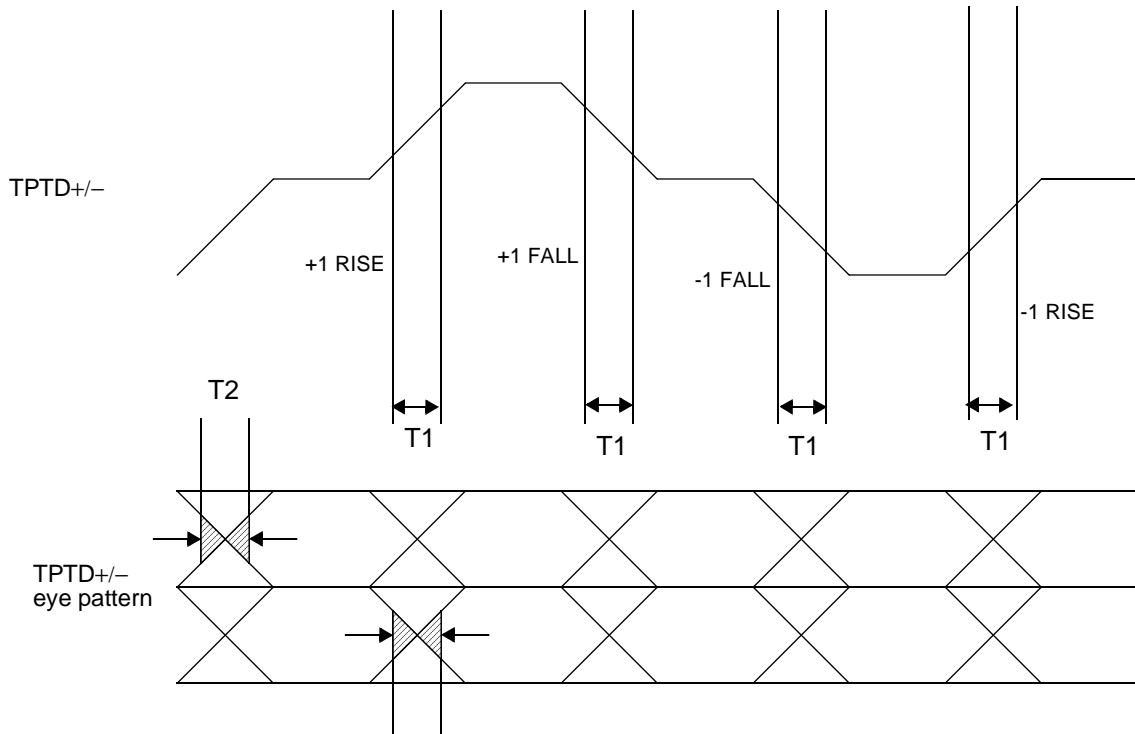 TPTD+/−
+1 RISE
+1 FALL
-1 FALL
-1 RISE
T2
T1
T1
T1
T1
TPTD+/−
eye pattern